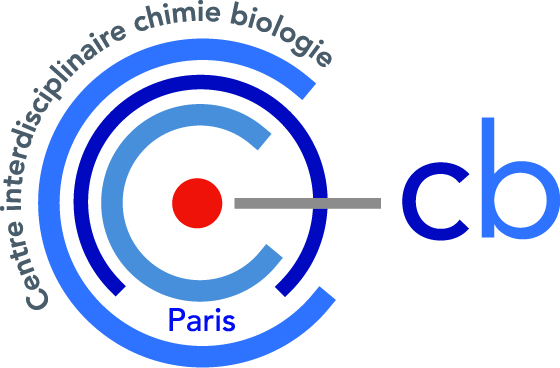 Centre interdisciplinaire chimie biologie
cb
Paris